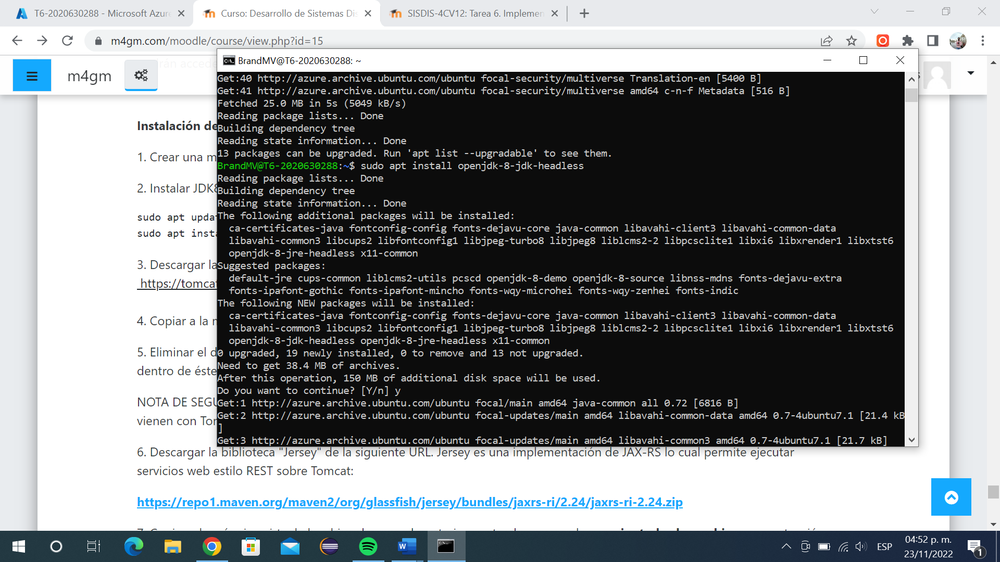 T6-2020630288 - Microsoft Azure
Curso: Desarrollo de Sistemas Dis
SISDIS-4CV12: Tarea 6. Implemen
m4gm.com/moodle/course/view.php?id=15
BrandMV@T6-2020630288: ~
m4gm
Get:40 http://azure.archive.ubuntu.com/ubuntu focal-security/multiverse Translation-en [5400 B]
Get:41 http://azure.archive.ubuntu.com/ubuntu focal-security/multiverse amd64 c-n-f Metadata [516 B]
Fetched 25.0 MB in 5s (5049 kB/s)
Reading package lists... Done
Building dependency tree
Reading state information... Done
13 packages can be upgraded. Run 'apt list --upgradable' to see them.
BrandMV@T6-2020630288:~$ sudo apt install openjdk-8-jdk-headless
Reading package lists... Done
Building dependency tree
Reading state information... Done
The following additional packages will be installed:
ca-certificates-java fontconfig-config fonts-dejavu-core java-common libavahi-client3 libavahi-common-data
libavahi-common3 libcups2 libfontconfig1 libjpeg-turbo8 libjpeg8 liblcms2-2 libpcsclite1 libxi6 libxrender1 libxtst6
openjdk-8-jre-headless x11-common
Suggested packages:
default-jre cups-common liblcms2-utils pcscd openjdk-8-demo openjdk-8-source libnss-mdns fonts-dejavu-extra
fonts-ipafont-gothic fonts-ipafont-mincho fonts-wqy-microhei fonts-wqy-zenhei fonts-indic
The following NEW packages will be installed:
ca-certificates-java fontconfig-config fonts-dejavu-core java-common libavahi-client3 libavahi-common-data
libavahi-common3 libcups2 libfontconfig1 libjpeg-turbo8 libjpeg8 liblcms2-2 libpcsclite1 libxi6 libxrender1 libxtst6
openjdk-8-jdk-headless openjdk-8-jre-headless x11-common
0 upgraded, 19 newly installed, 0 to remove and 13 not upgraded.
Need to get 38.4 MB of archives.
After this operation, 150 MB of additional disk space will be used.
Do you want to continue? [Y/n] y
Get:1 http://azure.archive.ubuntu.com/ubuntu focal/main amd64 java-common all 0.72 [6816 B]
Get:2 http://azure.archive.ubuntu.com/ubuntu focal-updates/main amd64 libavahi-common-data amd64 0.7-4ubuntu7.1 [21.4 kB
]
Get:3 http://azure.archive.ubuntu.com/ubuntu focal-updates/main amd64 libavahi-common3 amd64 0.7-4ubuntu7.1 [21.7 kB]
Instalación de
1. Crear una m
2. Instalar JDK8
sudo apt updat
sudo apt insta
3. Descargar la
https://tomcat
4. Copiar a la m
5. Eliminar el d
dentro de éste
NOTA DE SEGU
vienen con Tom
6. Descargar la biblioteca "Jersey" de la siguiente URL. Jersey es una implementación de JAX-RS lo cual permite ejecutar
servicios web estilo REST sobre Tomcat:
https://repo1.maven.org/maven2/org/glassfish/jersey/bundles/jaxrs-ri/2.24/jaxrs-ri-2.24.zip
ESP
04:52 p. m.
23/11/2022
1